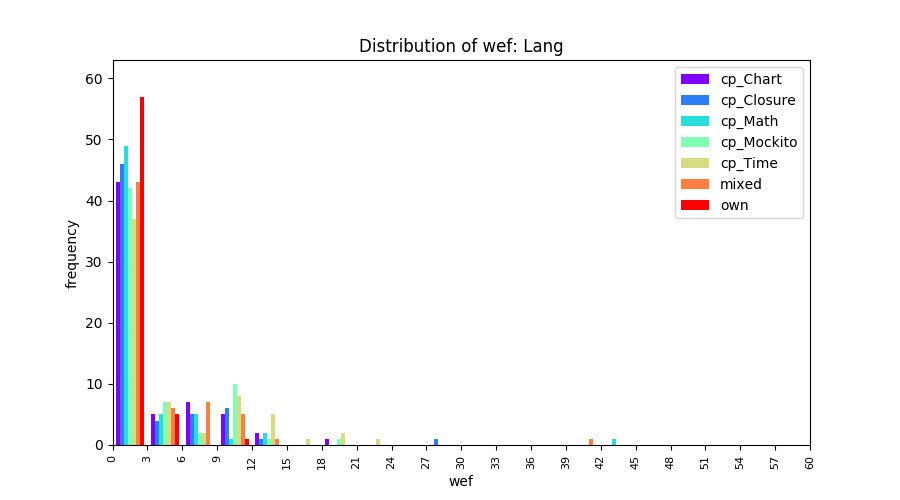 Distribution of wef: Lang
60
50
40
30
20
10
0
frequency
cp_Chart
cp_Closure
cp_Math
cp_Mockito
cp_Time
mixed
own
0 3 6 9 12 15 18 21 24 27 30 33 36 39 42 45 48 51 54 57 60
wef